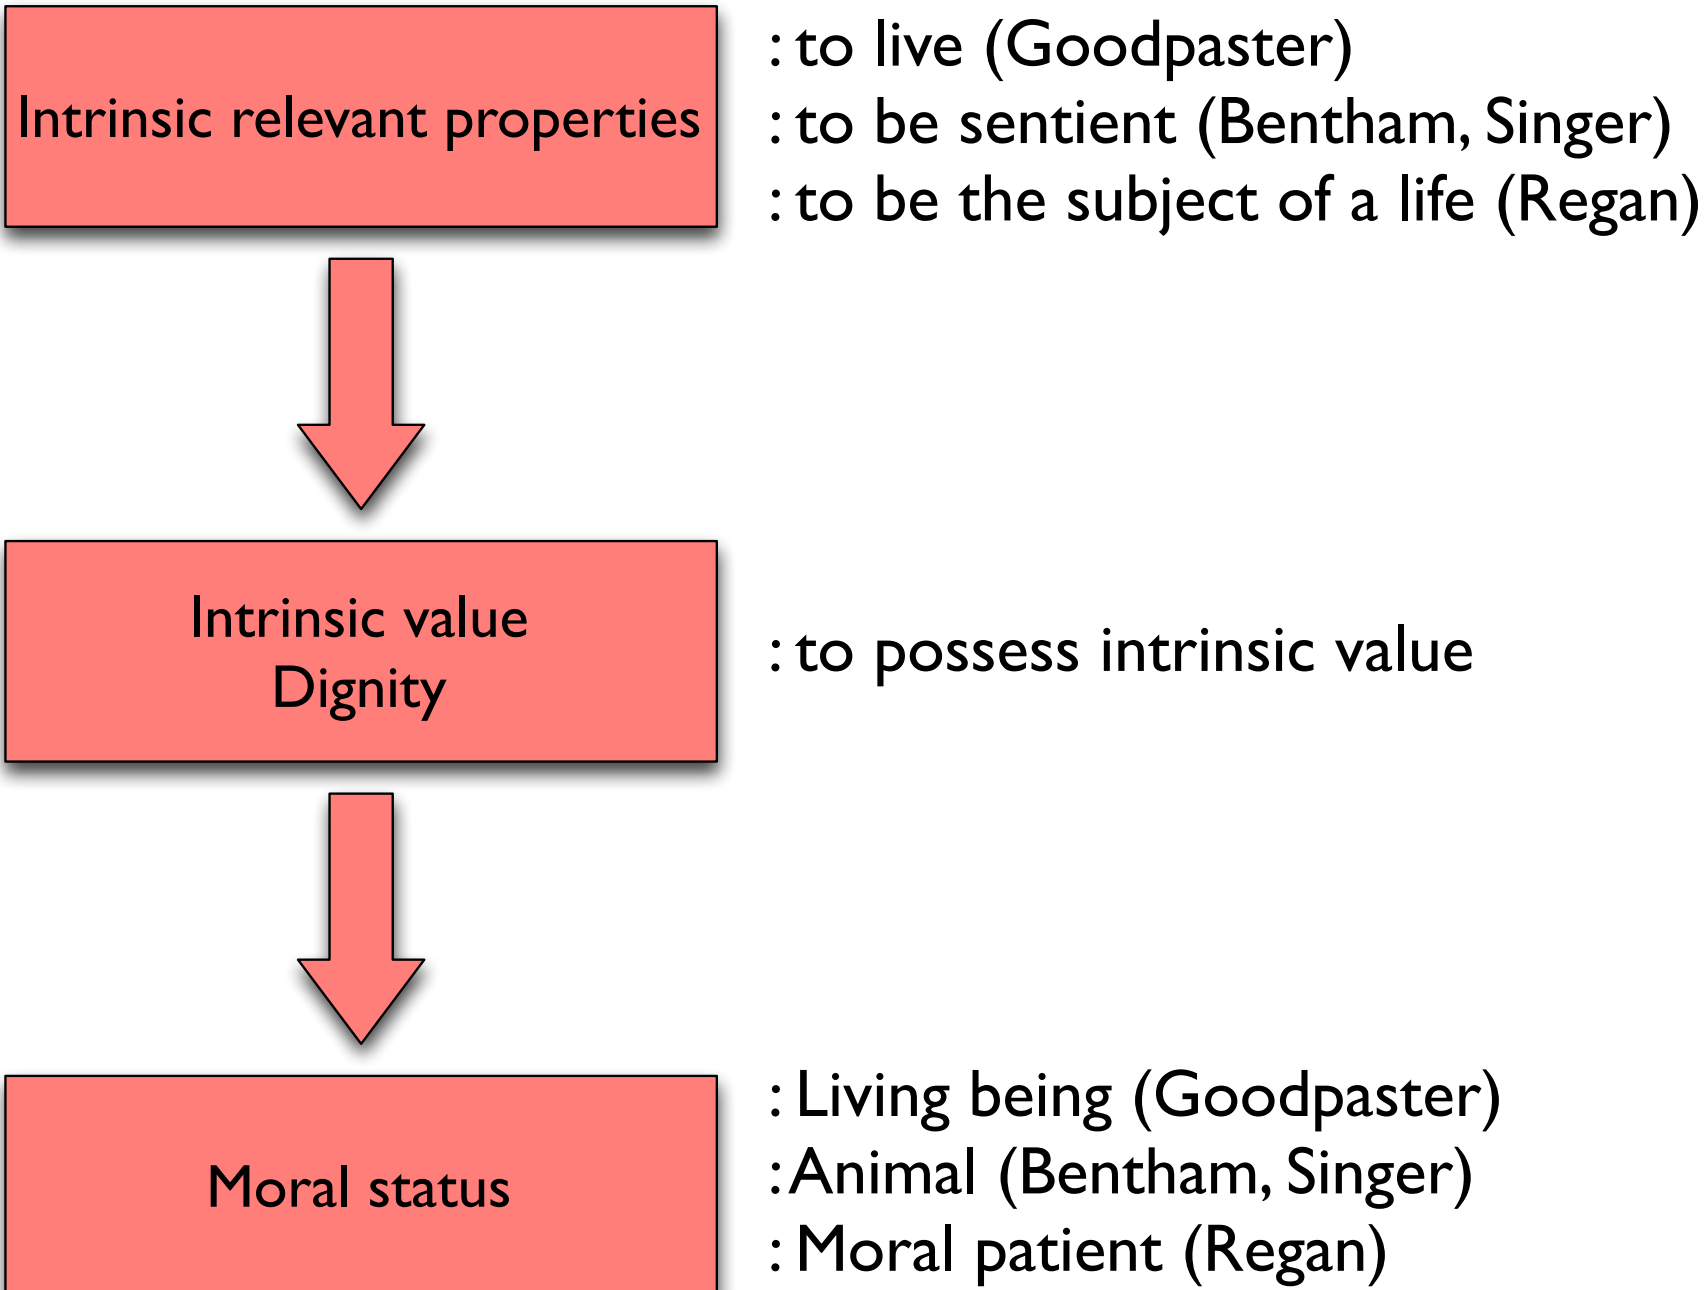 Intrinsic relevant properties
: to live (Goodpaster)
: to be sentient (Bentham, Singer)
: to be the subject of a life (Regan)
Intrinsic value
Dignity
: to possess intrinsic value
Moral status
: Living being (Goodpaster)
: Animal (Bentham, Singer)
: Moral patient (Regan)